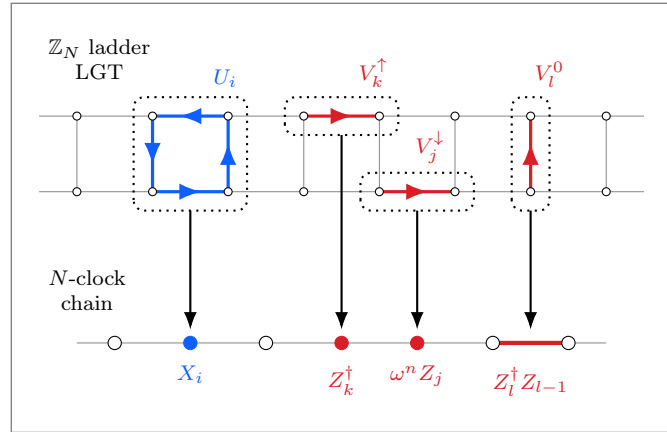 ℤ_N ladder
LGT
U_i
V_k^↑
V_l^0
V_j^↓
N-clock
chain
X_i
Z_k^†
ω^n Z_j
Z_l^† Z_{l−1}